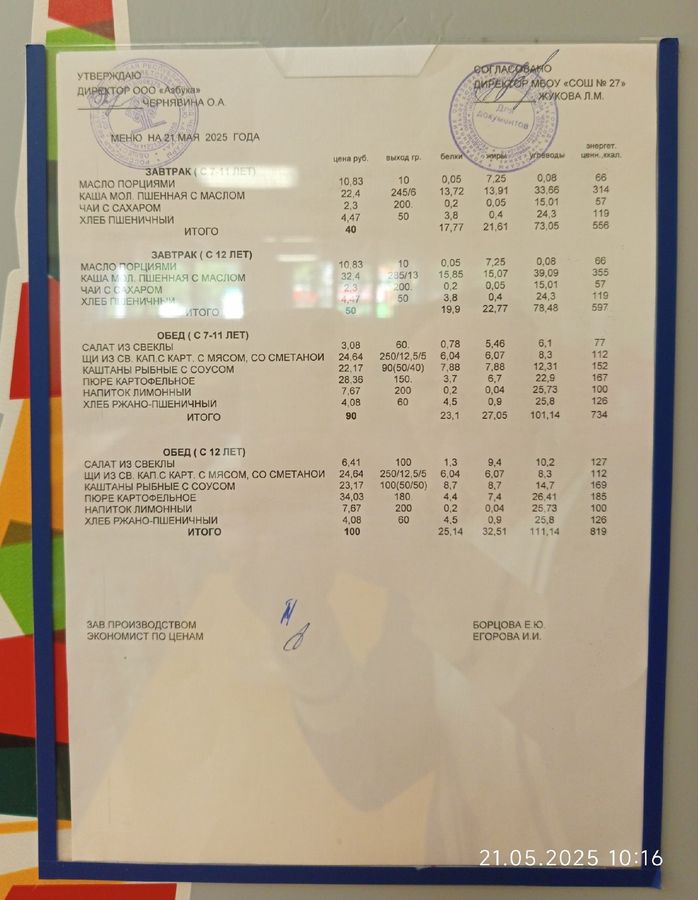 УТВЕРЖДАЮ
ДИРЕКТОР ООО «Азбука»
ЧЕРНЯВИНА О.А.
СОГЛАСОВАНО
ДИРЕКТОР МБОУ «СОШ № 27»
ЖУКОВА Л.М.
Для
документов
МЕНЮ НА 21 МАЯ 2025 ГОДА
цена руб. выход гр. белки жиры углеводы энергет. ценн.,ккал.
ЗАВТРАК ( С 7-11 ЛЕТ)
МАСЛО ПОРЦИЯМИ 10,83 10 0,05 7,25 0,08 66
КАША МОЛ. ПШЕННАЯ С МАСЛОМ 22,4 245/6 13,72 13,91 33,66 314
ЧАЙ С САХАРОМ 2,3 200. 0,2 0,05 15,01 57
ХЛЕБ ПШЕНИЧНЫЙ 4,47 50 3,8 0,4 24,3 119
ИТОГО 40 17,77 21,61 73,05 556
ЗАВТРАК ( С 12 ЛЕТ)
МАСЛО ПОРЦИЯМИ 10,83 10 0,05 7,25 0,08 66
КАША МОЛ. ПШЕННАЯ С МАСЛОМ 32,4 285/13 15,85 15,07 39,09 355
ЧАЙ С САХАРОМ 2,3 200. 0,2 0,05 15,01 57
ХЛЕБ ПШЕНИЧНЫЙ 4,47 50 3,8 0,4 24,3 119
ИТОГО 50 19,9 22,77 78,48 597
ОБЕД ( С 7-11 ЛЕТ)
САЛАТ ИЗ СВЕКЛЫ 3,08 60. 0,78 5,46 6,1 77
ЩИ ИЗ СВ. КАП.С КАРТ. С МЯСОМ, СО СМЕТАНОЙ 24,64 250/12,5/5 6,04 6,07 8,3 112
КАШТАНЫ РЫБНЫЕ С СОУСОМ 22,17 90(50/40) 7,88 7,88 12,31 152
ПЮРЕ КАРТОФЕЛЬНОЕ 28,36 150. 3,7 6,7 22,9 167
НАПИТОК ЛИМОННЫЙ 7,67 200 0,2 0,04 25,73 100
ХЛЕБ РЖАНО-ПШЕНИЧНЫЙ 4,08 60 4,5 0,9 25,8 126
ИТОГО 90 23,1 27,05 101,14 734
ОБЕД ( С 12 ЛЕТ)
САЛАТ ИЗ СВЕКЛЫ 6,41 100 1,3 9,4 10,2 127
ЩИ ИЗ СВ. КАП.С КАРТ. С МЯСОМ, СО СМЕТАНОЙ 24,64 250/12,5/5 6,04 6,07 8,3 112
КАШТАНЫ РЫБНЫЕ С СОУСОМ 23,17 100(50/50) 8,7 8,7 14,7 169
ПЮРЕ КАРТОФЕЛЬНОЕ 34,03 180. 4,4 7,4 26,41 185
НАПИТОК ЛИМОННЫЙ 7,67 200 0,2 0,04 25,73 100
ХЛЕБ РЖАНО-ПШЕНИЧНЫЙ 4,08 60 4,5 0,9 25,8 126
ИТОГО 100 25,14 32,51 111,14 819
ЗАВ.ПРОИЗВОДСТВОМ БОРЦОВА Е.Ю.
ЭКОНОМИСТ ПО ЦЕНАМ ЕГОРОВА И.И.
21.05.2025 10:16